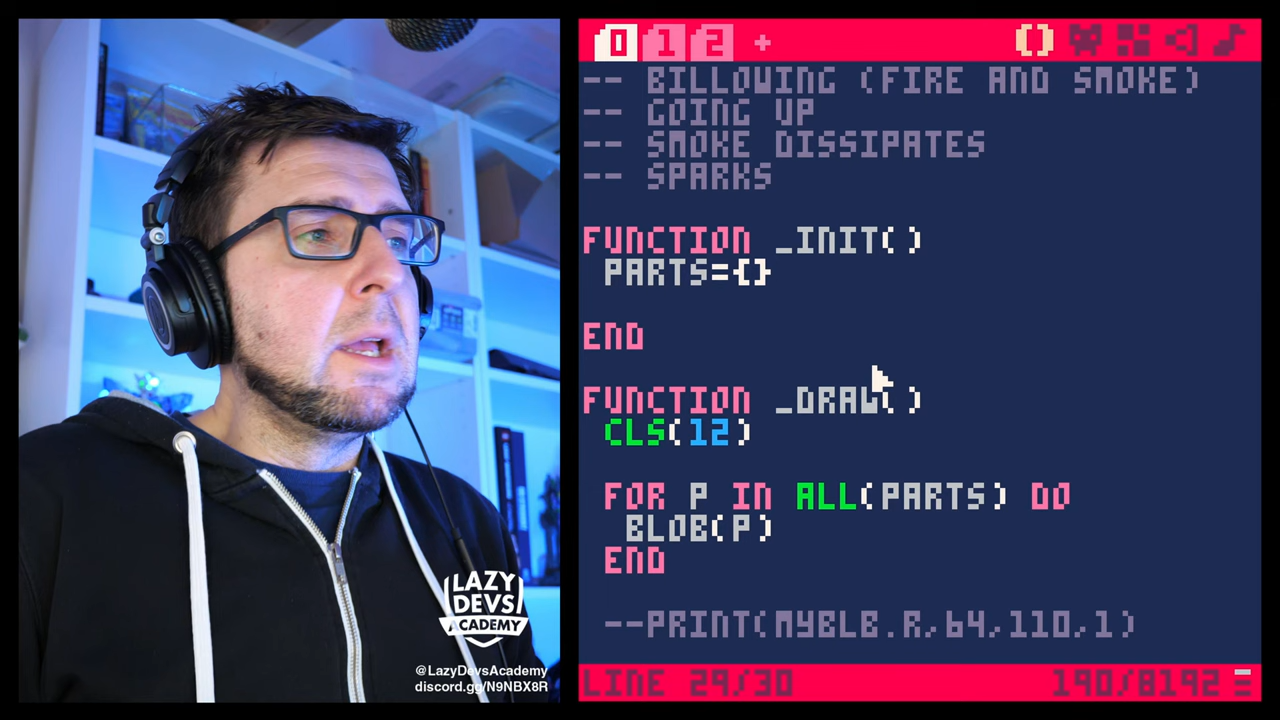 LAZY
DEVS
ACADEMY
@LazyDevsAcademy
discord.gg/N9NBX8R
0 1 2 +
-- BILLOWING (FIRE AND SMOKE)
-- GOING UP
-- SMOKE DISSIPATES
-- SPARKS
FUNCTION _INIT()
PARTS={}
END
FUNCTION _DRAW()
CLS(12)
FOR P IN ALL(PARTS) DO
BLOB(P)
END
--PRINT(MYBLB.R,64,110,1)
LINE 29/30
190/8192